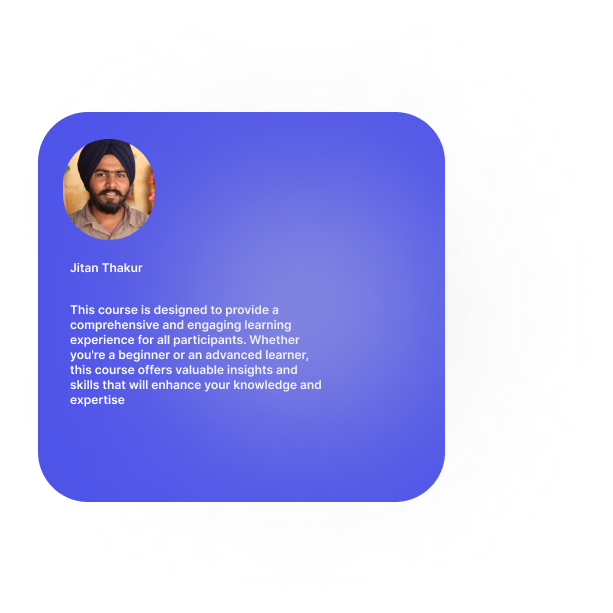 Jitan Thakur
This course is designed to provide a
comprehensive and engaging learning
experience for all participants. Whether
you're a beginner or an advanced learner,
this course offers valuable insights and
skills that will enhance your knowledge and
expertise